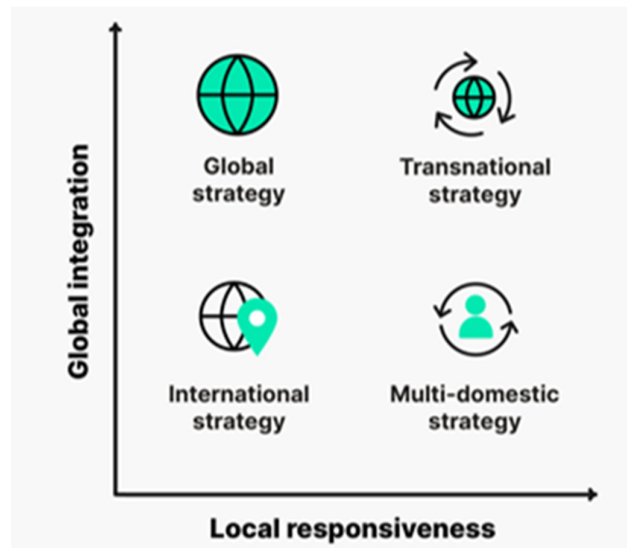 Global integration
Global
strategy
Transnational
strategy
International
strategy
Multi-domestic
strategy
Local responsiveness